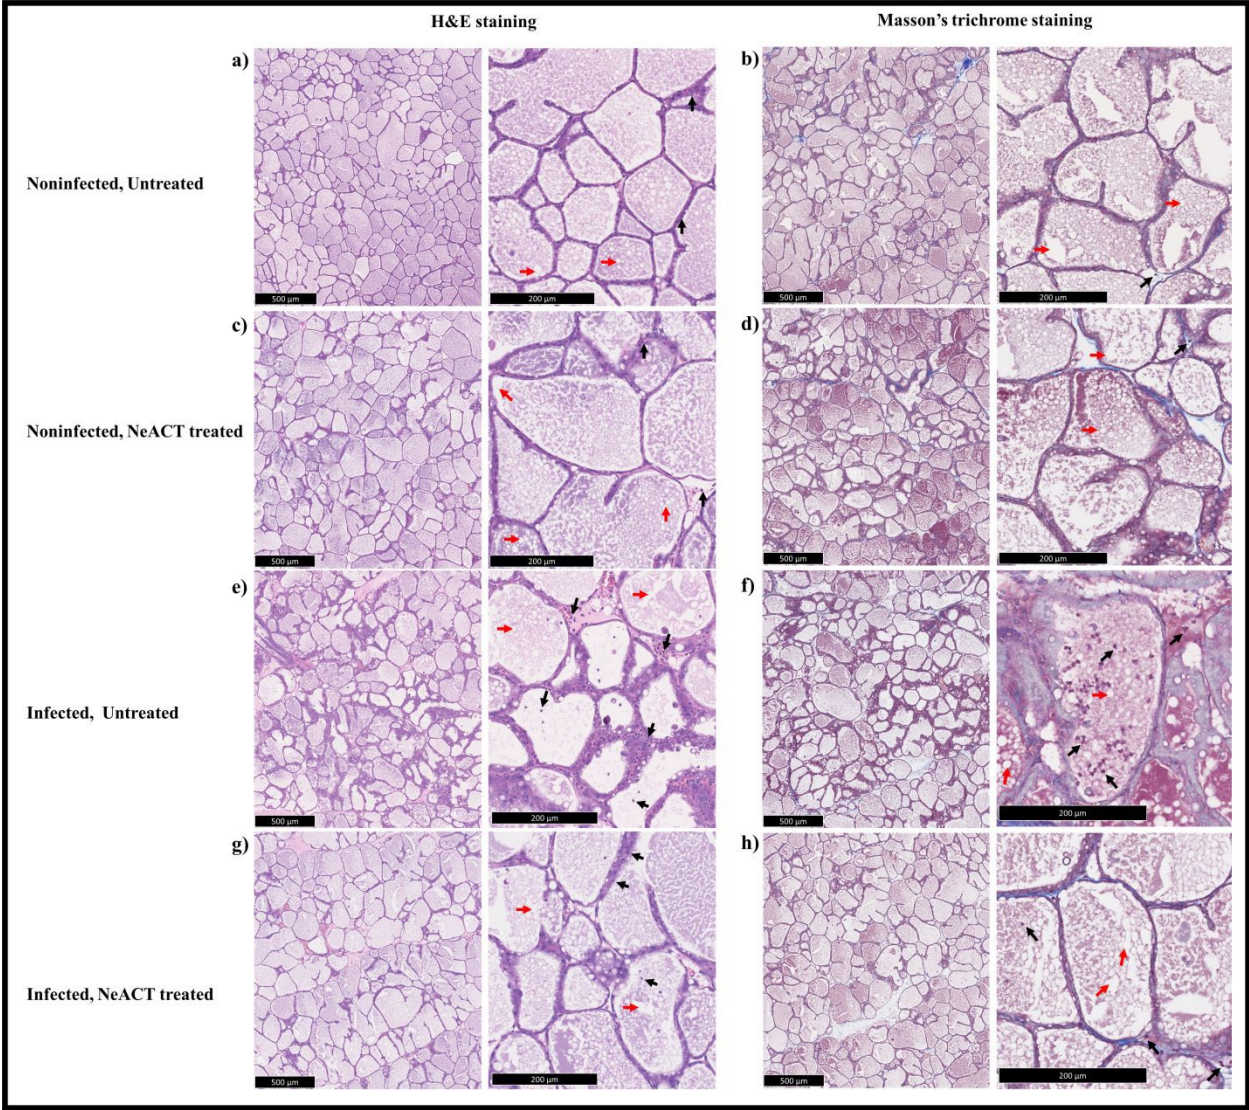 H&E staining
Masson's trichrome staining
a)
b)
Noninfected, Untreated
500 µm
200 µm
500 µm
200 µm
c)
d)
Noninfected, NeACT treated
500 µm
200 µm
500 µm
200 µm
e)
f)
Infected, Untreated
500 µm
200 µm
500 µm
200 µm
g)
h)
Infected, NeACT treated
500 µm
200 µm
500 µm
200 µm